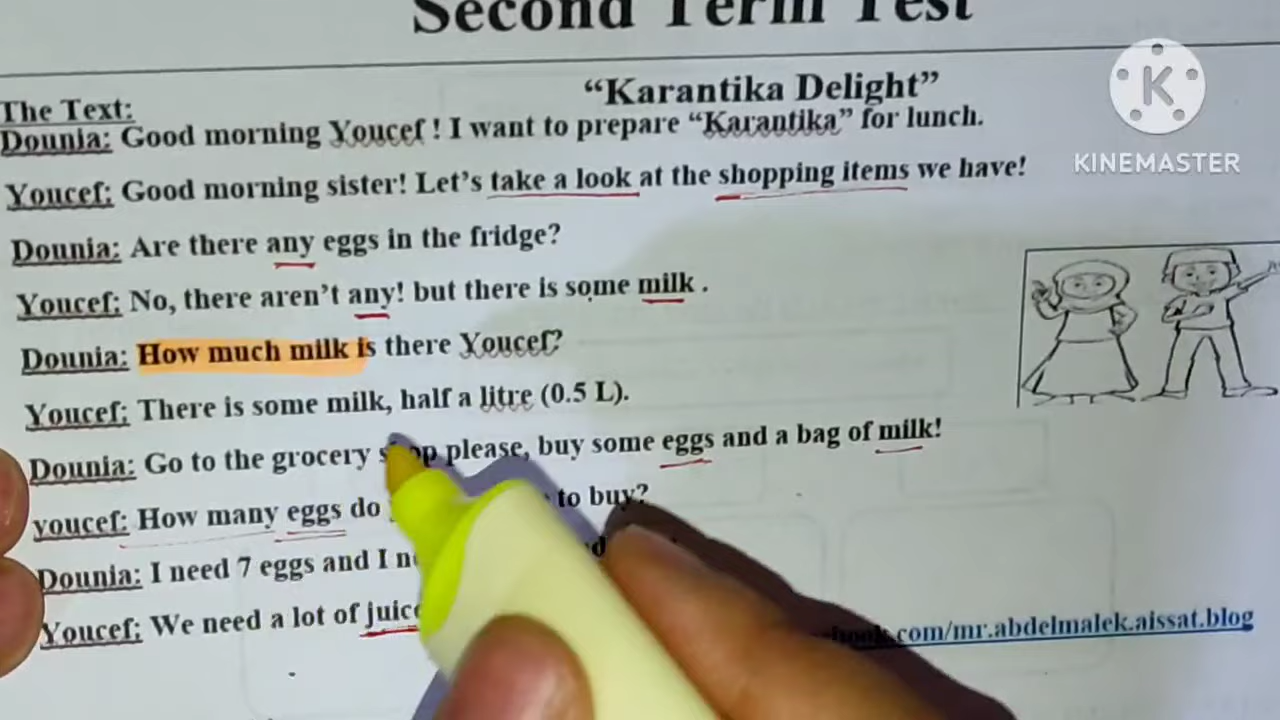 Second Term Test
The Text:
“Karantika Delight”
Dounia: Good morning Youcef ! I want to prepare “Karantika” for lunch.
Youcef: Good morning sister! Let’s take a look at the shopping items we have!
Dounia: Are there any eggs in the fridge?
Youcef: No, there aren’t any! but there is some milk .
Dounia: How much milk is there Youcef?
Youcef: There is some milk, half a litre (0.5 L).
Dounia: Go to the grocery shop please, buy some eggs and a bag of milk!
youcef: How many eggs do to buy?
Dounia: I need 7 eggs and I
Youcef: We need a lot of juice
.com/mr.abdelmalek.aissat.blog
K
KINEMASTER